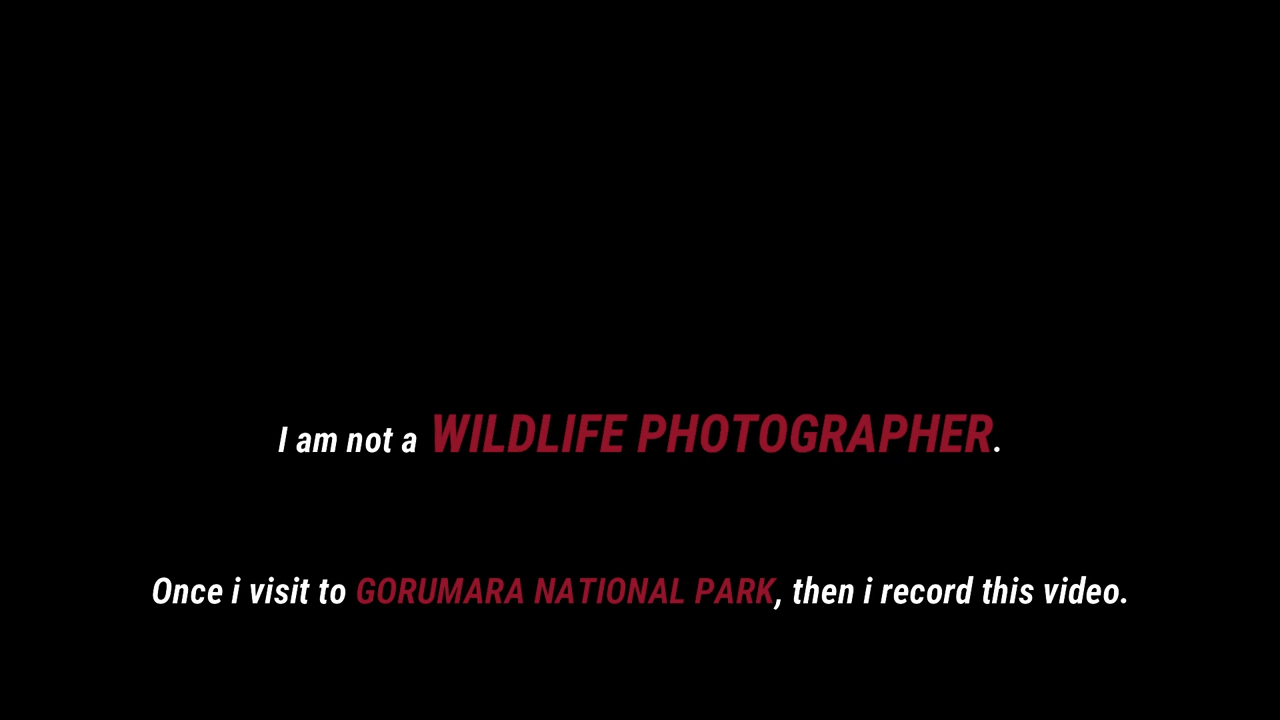 I am not a WILDLIFE PHOTOGRAPHER.
Once i visit to GORUMARA NATIONAL PARK, then i record this video.